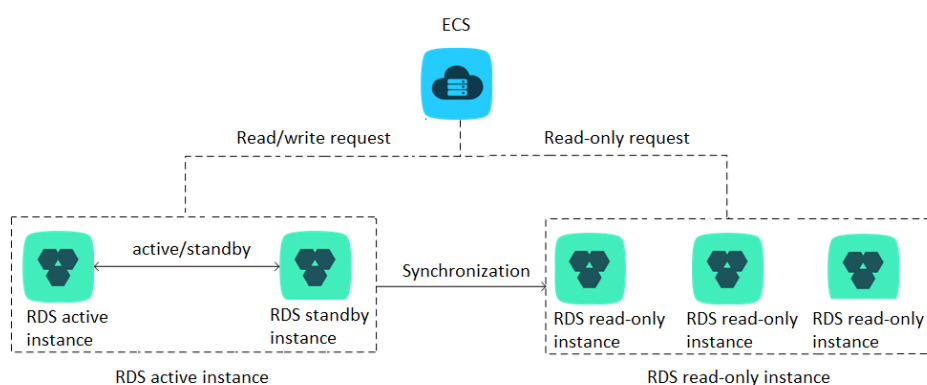 ECS
Read/write request
Read-only request
active/standby
Synchronization
RDS active
instance
RDS standby
instance
RDS read-only
instance
RDS read-only
instance
RDS read-only
instance
RDS active instance
RDS read-only instance